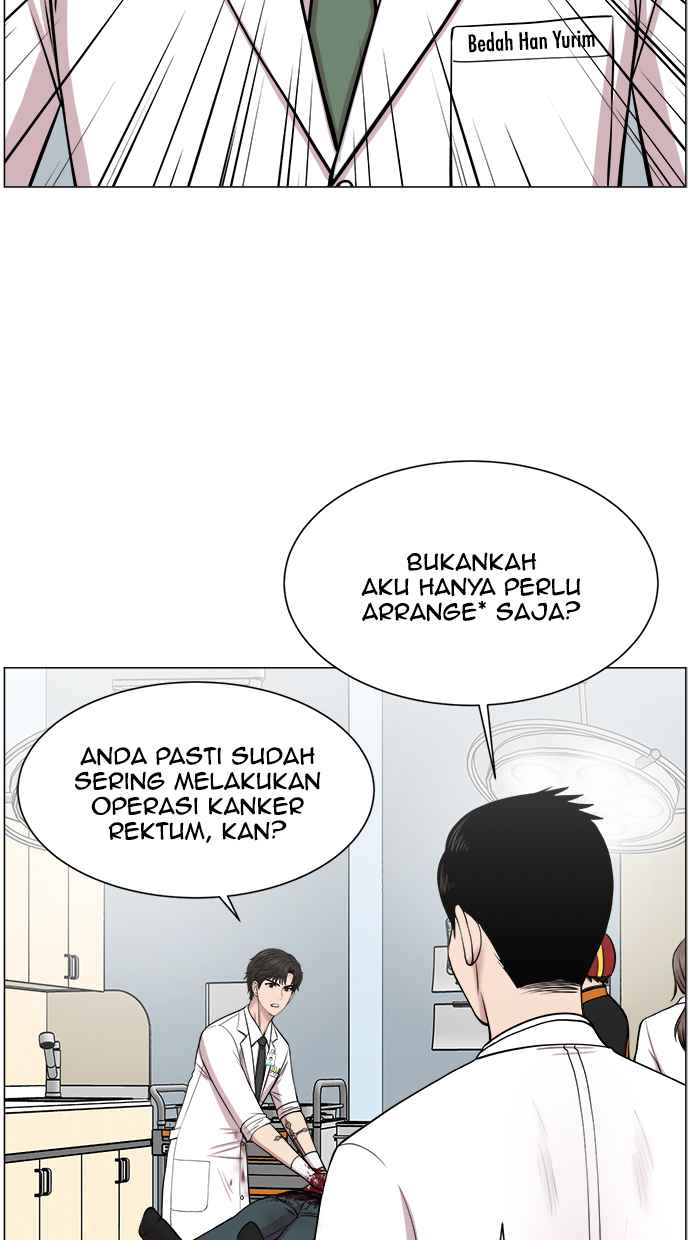 Bedah Han Yurim
BUKANKAH
AKU HANYA PERLU
ARRANGE* SAJA?
ANDA PASTI SUDAH
SERING MELAKUKAN
OPERASI KANKER
REKTUM, KAN?